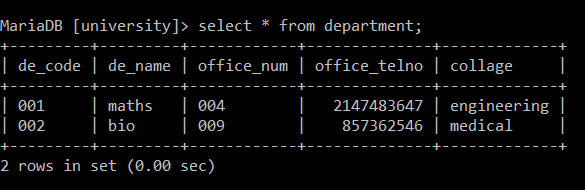 MariaDB [university]> select * from department;
+---------+---------+------------+--------------+-------------+
| de_code | de_name | office_num | office_telno | collage     |
+---------+---------+------------+--------------+-------------+
| 001     | maths   | 004        |   2147483647 | engineering |
| 002     | bio     | 009        |    857362546 | medical     |
+---------+---------+------------+--------------+-------------+
2 rows in set (0.00 sec)